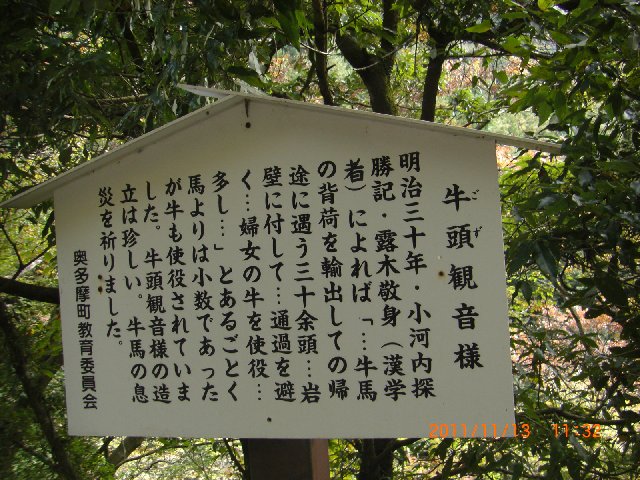 牛頭観音様
ごず
明治三十年・小河内探
勝記・露木敬身（漢学
者）によれば「…牛馬
の背荷を輸出しての帰
途に遇う三十余頭…岩
壁に付して…通過を避
く…婦女の牛を使役…
多し…」とあるごとく
馬よりは小数であった
が牛も使役されていま
した。牛頭観音様の造
立は珍しい。牛馬の息
災を祈りました。
奥多摩町教育委員会
2011/11/13 11:32